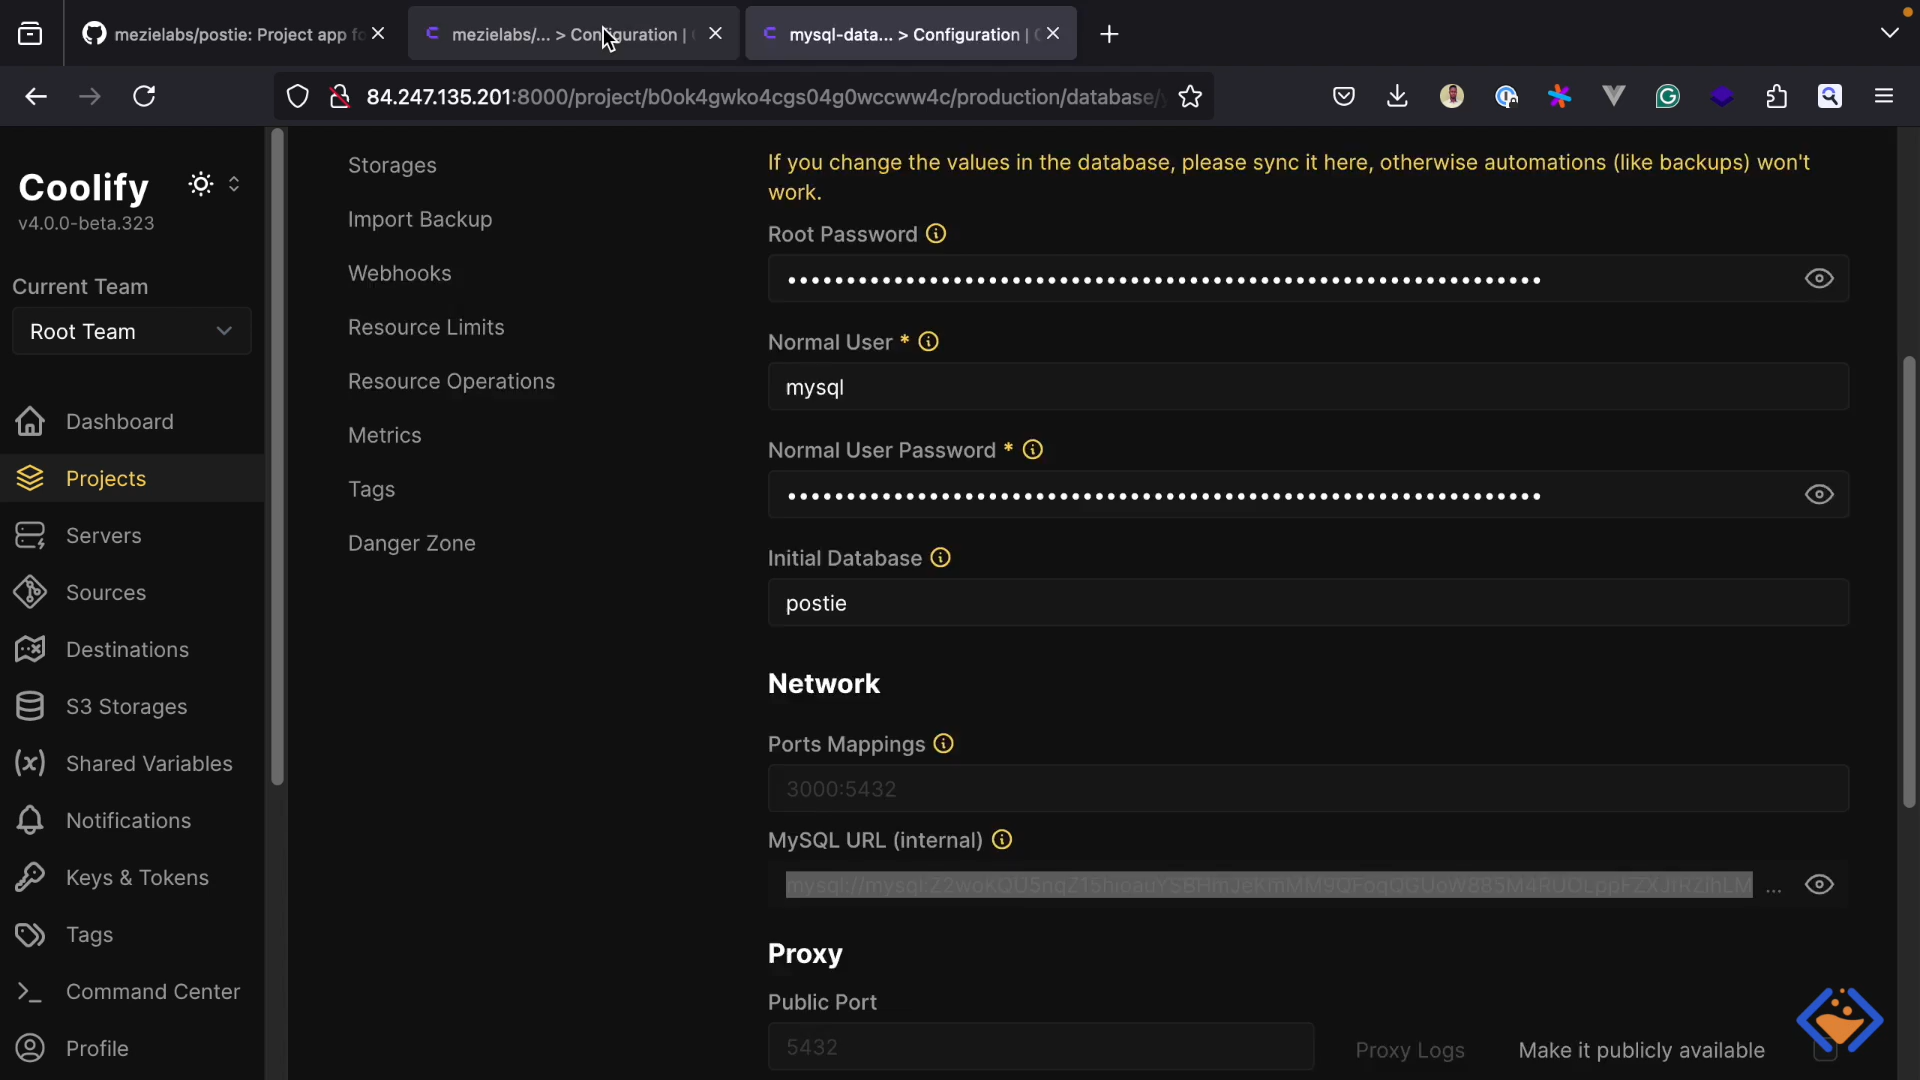 mezielabs/postie: Project app fo
mezielabs/... > Configuration |
mysql-data... > Configuration |
84.247.135.201:8000/project/b0ok4gwko4cgs04g0wccww4c/production/database/
Coolify
v4.0.0-beta.323
Current Team
Root Team
Dashboard
Projects
Servers
Sources
Destinations
S3 Storages
Shared Variables
Notifications
Keys & Tokens
Tags
Command Center
Profile
Storages
Import Backup
Webhooks
Resource Limits
Resource Operations
Metrics
Tags
Danger Zone
If you change the values in the database, please sync it here, otherwise automations (like backups) won't
work.
Root Password
Normal User *
mysql
Normal User Password *
Initial Database
postie
Network
Ports Mappings
3000:5432
MySQL URL (internal)
...
Proxy
Public Port
5432
Proxy Logs
Make it publicly available